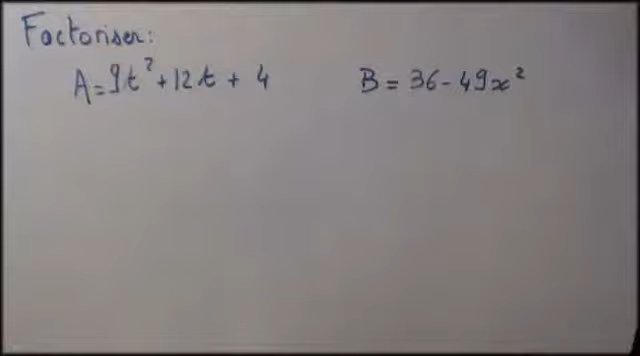 Factoriser:
A = 9t² + 12t + 4 B = 36 - 49x²